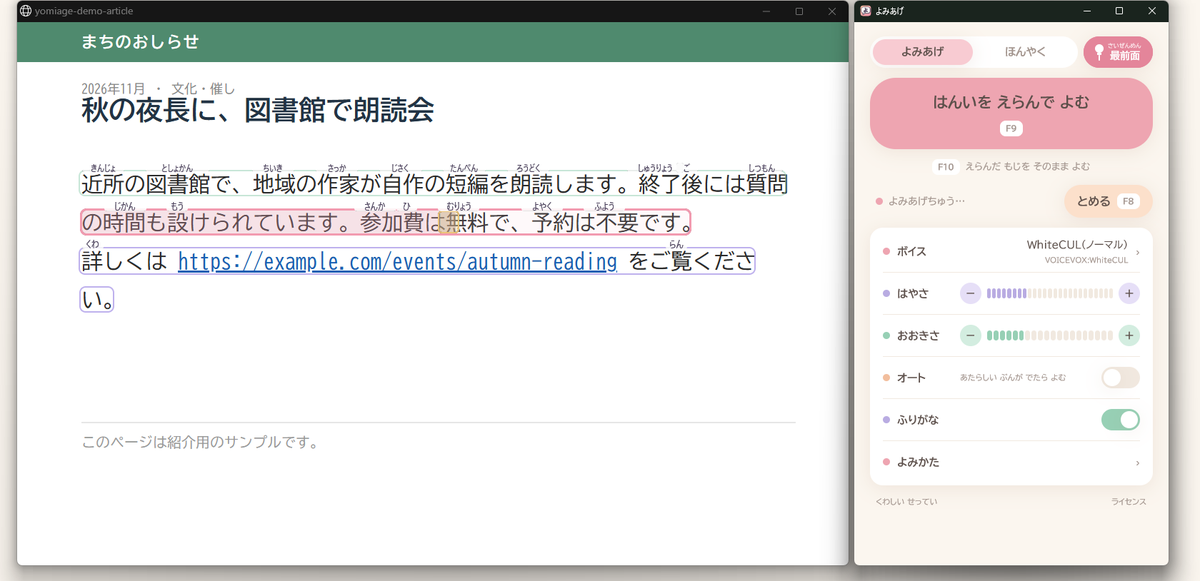 yomiage-demo-article
まちのおしらせ
2026年11月 ・ 文化・催し
秋の夜長に、図書館で朗読会
きんじょ としょかん ちいき さっか じさく たんぺん ろうどく しゅうりょう ご しつもん
近所の図書館で、地域の作家が自作の短編を朗読します。終了後には質問
じかん もう さんか ひ むりょう よやく ふよう
の時間も設けられています。参加費は無料で、予約は不要です。
くわ らん
詳しくは https://example.com/events/autumn-reading をご覧くださ
い。
このページは紹介用のサンプルです。
よみあげ
よみあげ
ほんやく
さいぜんめん
最前面
はんいを えらんで よむ
F9
F10 えらんだ もじを そのまま よむ
よみあげちゅう…
とめる F8
ボイス
WhiteCUL(ノーマル)
VOICEVOX:WhiteCUL
はやさ
おおきさ
オート あたらしい ぶんが でたら よむ
ふりがな
よみかた
くわしい せってい
ライセンス